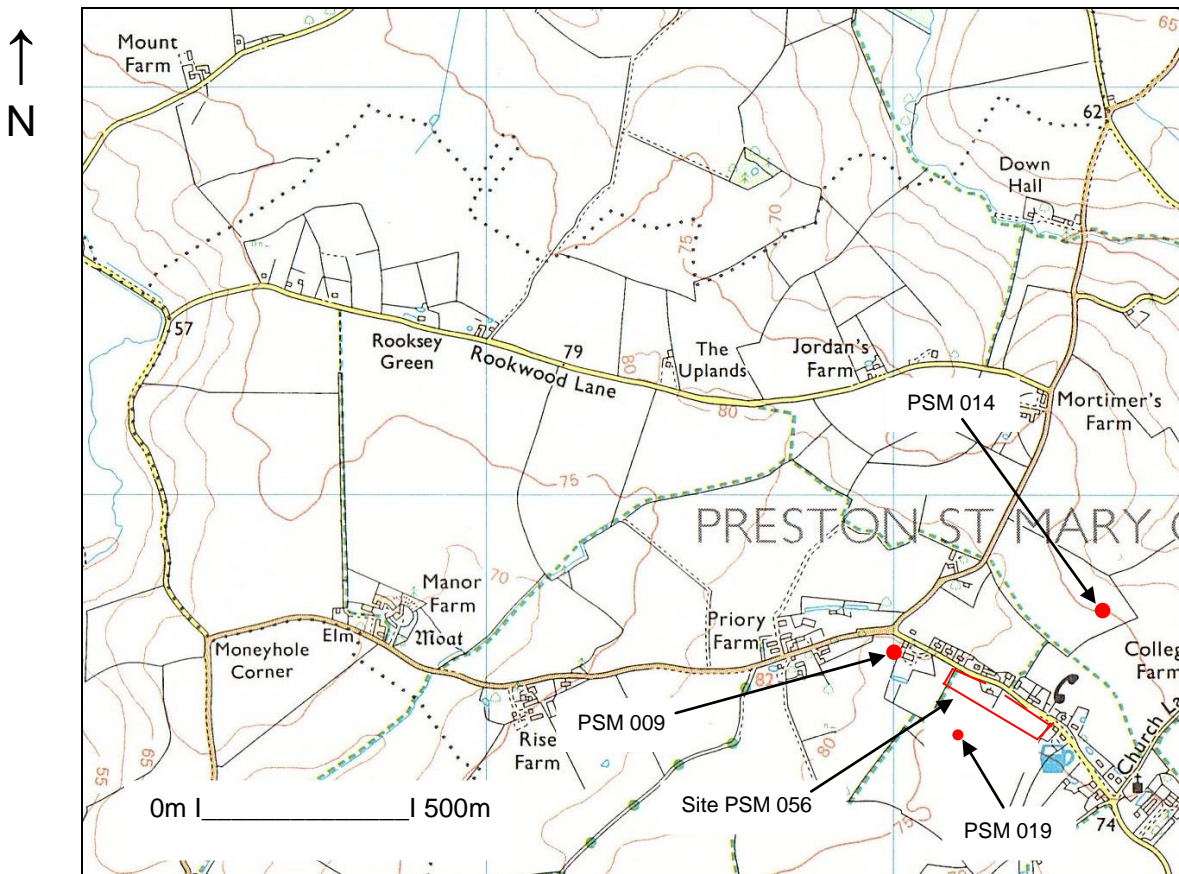 N
Mount
Farm
65
62
Down
Hall
70
75
57
Rooksey
Green
Rookwood Lane
79
80
The
Uplands
80
Jordan's
Farm
PSM 014
Mortimer's
Farm
75
PRESTON ST MARY
70
Manor
Farm
Elm
Moat
Moneyhole
Corner
Priory
Farm
82
PSM 009
Rise
Farm
80
Colleg
Farm
Church La
65
55
0m I_______________I 500m
Site PSM 056
75
PSM 019
74